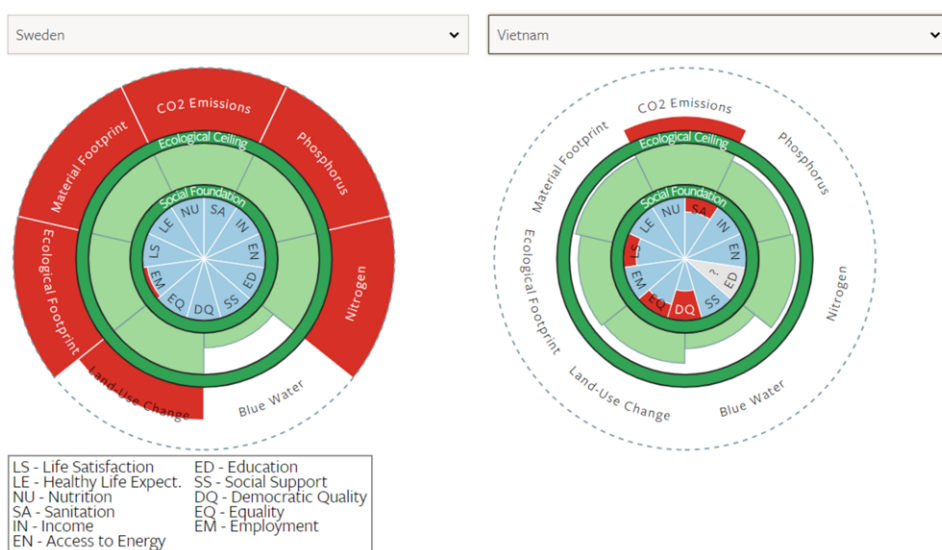 Sweden
Vietnam
CO2 Emissions
Phosphorus
Nitrogen
Blue Water
Land-Use Change
Ecological Footprint
Material Footprint
Ecological Ceiling
Social Foundation
SA
IN
EN
ED
SS
DQ
EQ
EM
LS
LE
NU
CO2 Emissions
Phosphorus
Nitrogen
Blue Water
Land-Use Change
Ecological Footprint
Material Footprint
Ecological Ceiling
Social Foundation
SA
IN
EN
?
ED
SS
DQ
EQ
EM
LS
LE
NU
LS - Life Satisfaction
LE - Healthy Life Expect.
NU - Nutrition
SA - Sanitation
IN - Income
EN - Access to Energy
ED - Education
SS - Social Support
DQ - Democratic Quality
EQ - Equality
EM - Employment